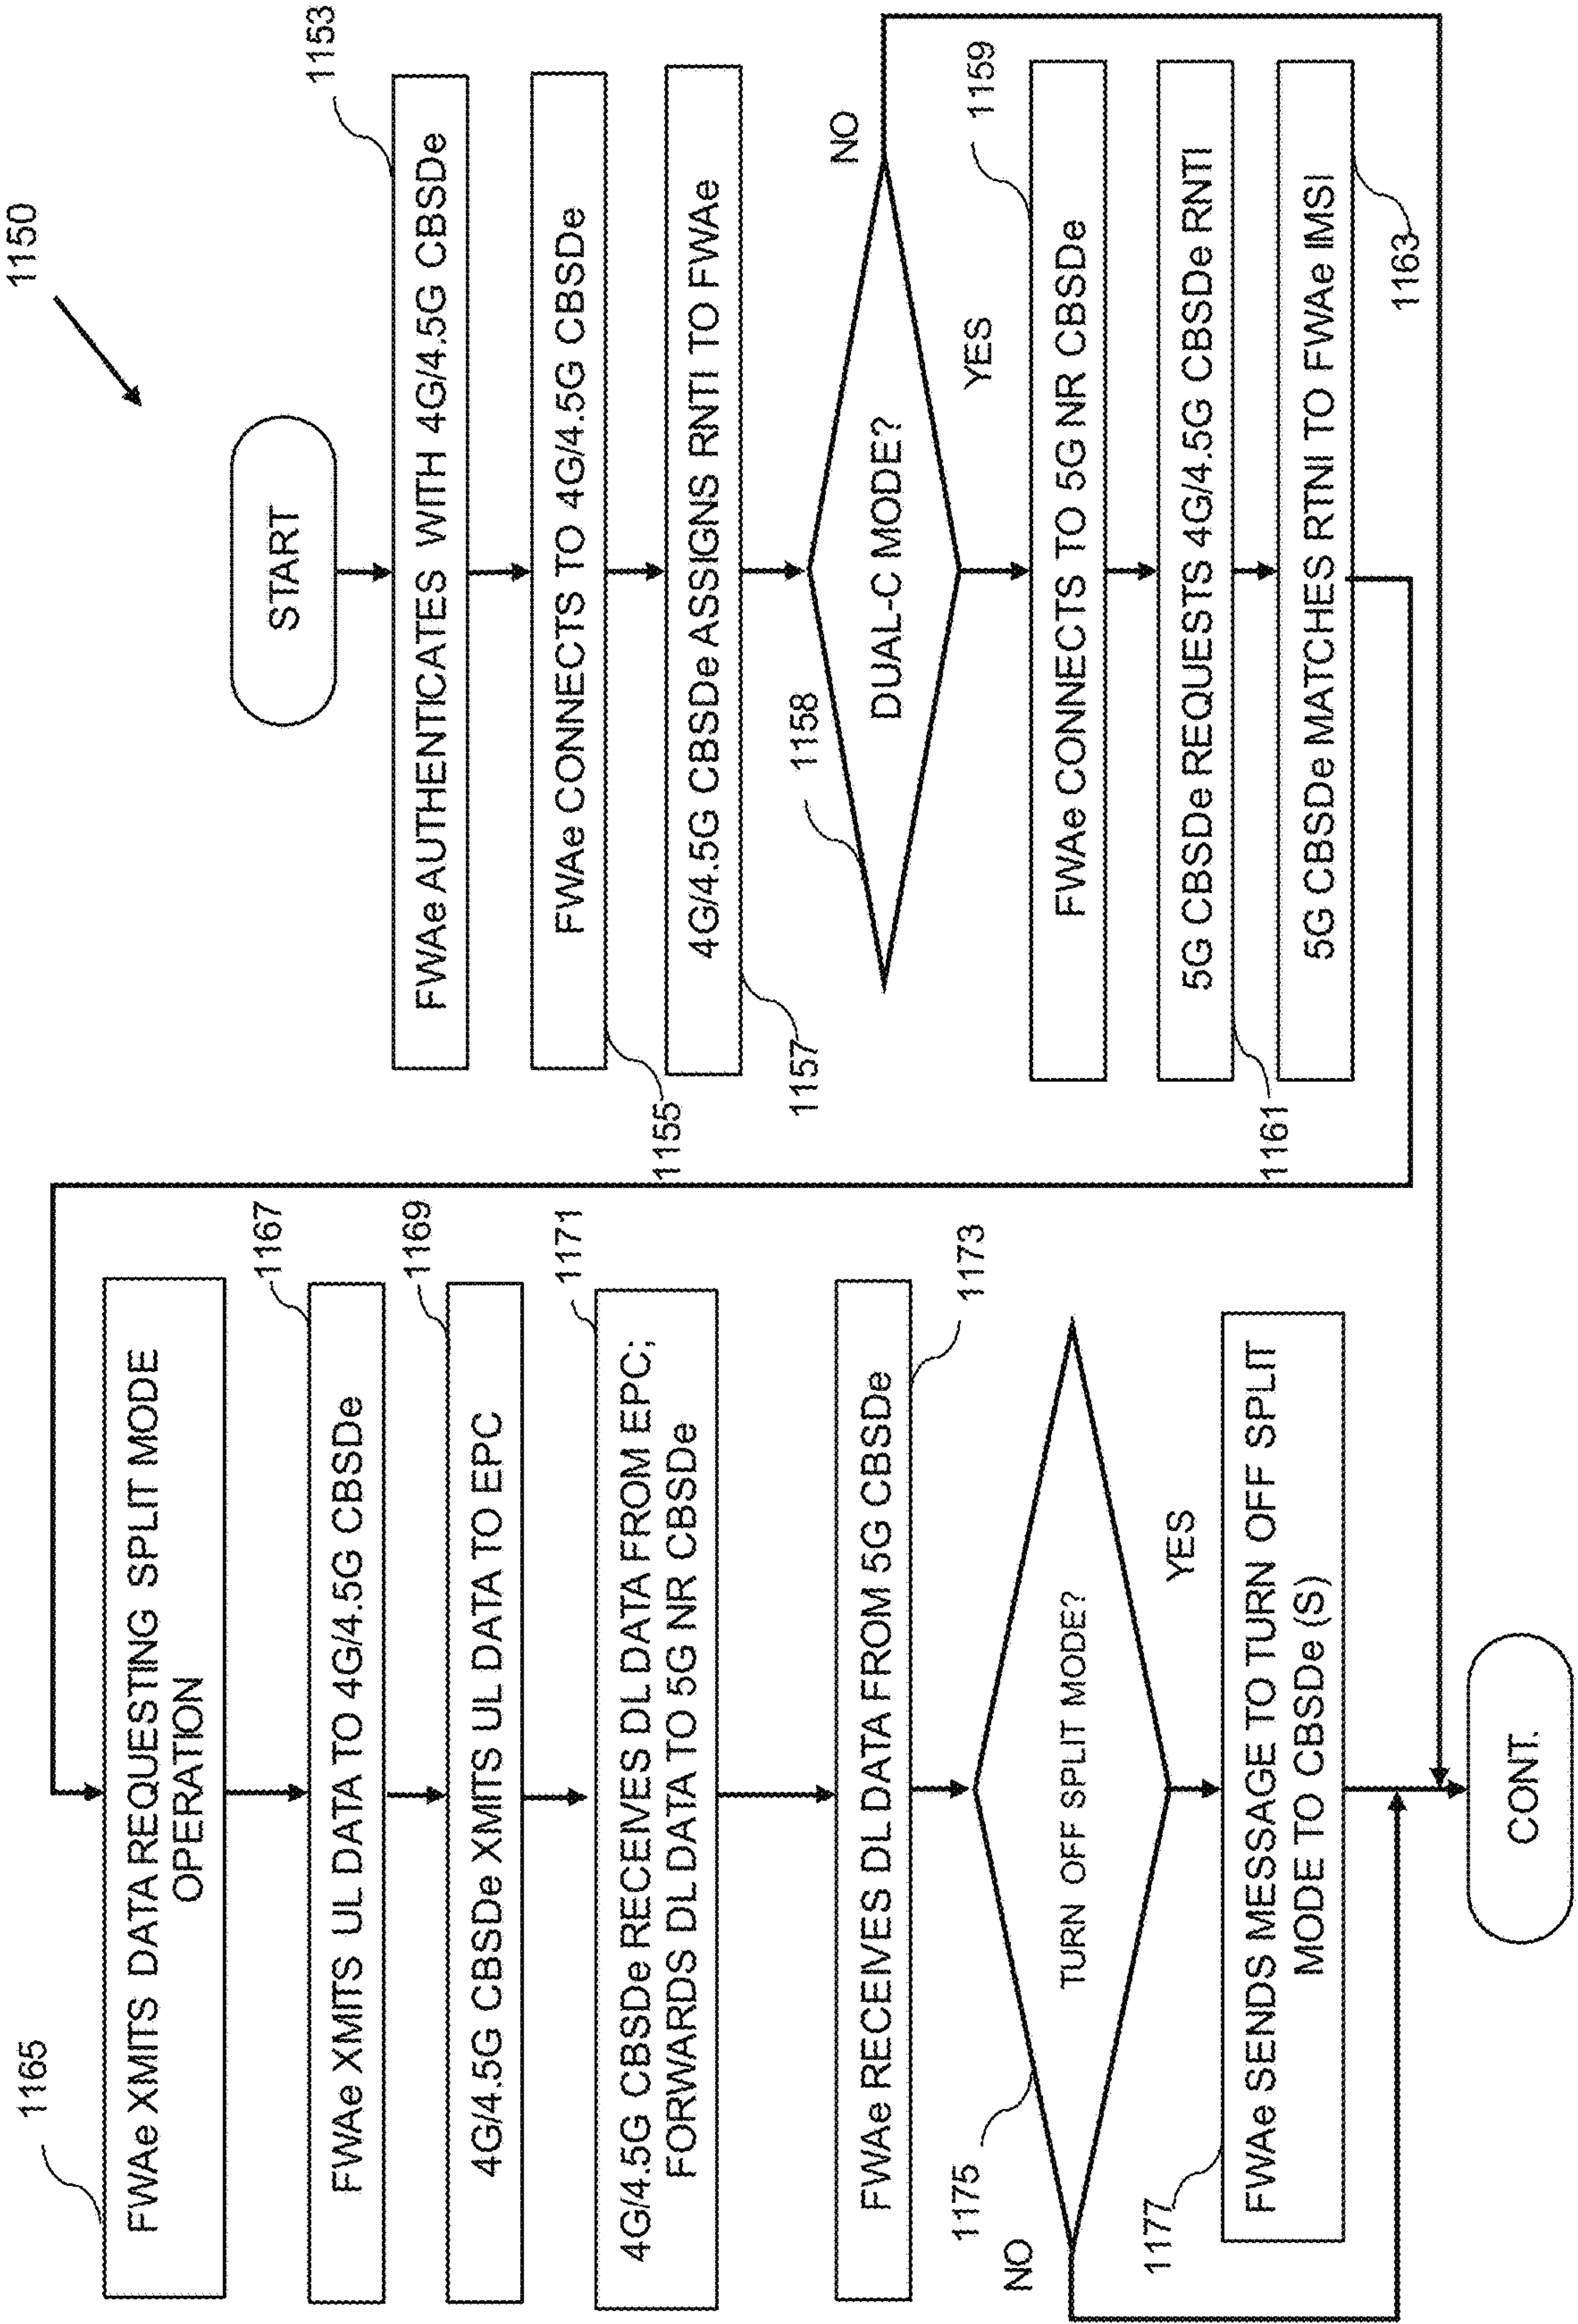 1150
START
FWAe AUTHENTICATES WITH 4G/4.5G CBSDe
1153
FWAe CONNECTS TO 4G/4.5G CBSDe
1155
4G/4.5G CBSDe ASSIGNS RNTI TO FWAe
1157
DUAL-C MODE?
1158
NO
YES
FWAe CONNECTS TO 5G NR CBSDe
1159
5G CBSDe REQUESTS 4G/4.5G CBSDe RNTI
1161
5G CBSDe MATCHES RTNI TO FWAe IMSI
1163
1165
FWAe XMITS DATA REQUESTING SPLIT MODE
OPERATION
FWAe XMITS UL DATA TO 4G/4.5G CBSDe
1167
4G/4.5G CBSDe XMITS UL DATA TO EPC
1169
4G/4.5G CBSDe RECEIVES DL DATA FROM EPC;
FORWARDS DL DATA TO 5G NR CBSDe
1171
FWAe RECEIVES DL DATA FROM 5G CBSDe
1173
TURN OFF SPLIT MODE?
1175
NO
YES
FWAe SENDS MESSAGE TO TURN OFF SPLIT
MODE TO CBSDe (S)
1177
CONT.